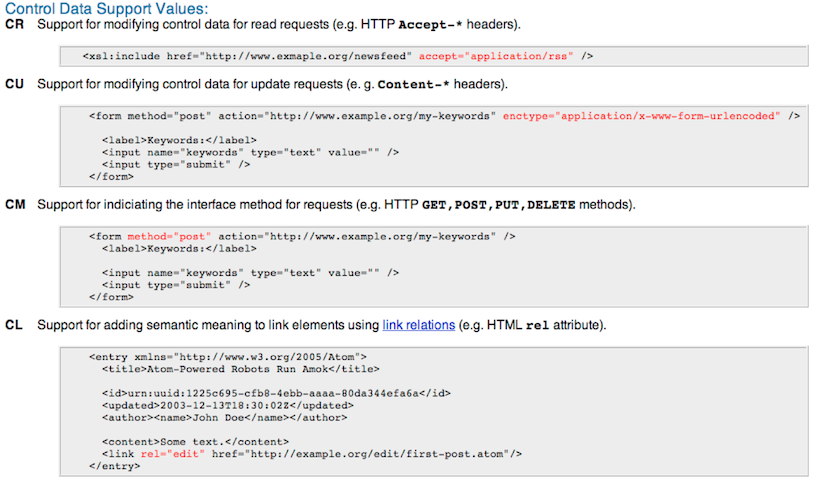 Control Data Support Values:
CR Support for modifying control data for read requests (e.g. HTTP Accept-* headers).
<xsl:include href="http://www.exmaple.org/newsfeed" accept="application/rss" />
CU Support for modifying control data for update requests (e. g. Content-* headers).
<form method="post" action="http://www.example.org/my-keywords" enctype="application/x-www-form-urlencoded" />
<label>Keywords:</label>
<input name="keywords" type="text" value="" />
<input type="submit" />
</form>
CM Support for indiciating the interface method for requests (e.g. HTTP GET,POST,PUT,DELETE methods).
<form method="post" action="http://www.example.org/my-keywords" />
<label>Keywords:</label>
<input name="keywords" type="text" value="" />
<input type="submit" />
</form>
CL Support for adding semantic meaning to link elements using link relations (e.g. HTML rel attribute).
<entry xmlns="http://www.w3.org/2005/Atom">
<title>Atom-Powered Robots Run Amok</title>
<id>urn:uuid:1225c695-cfb8-4ebb-aaaa-80da344efa6a</id>
<updated>2003-12-13T18:30:02Z</updated>
<author><name>John Doe</name></author>
<content>Some text.</content>
<link rel="edit" href="http://example.org/edit/first-post.atom"/>
</entry>